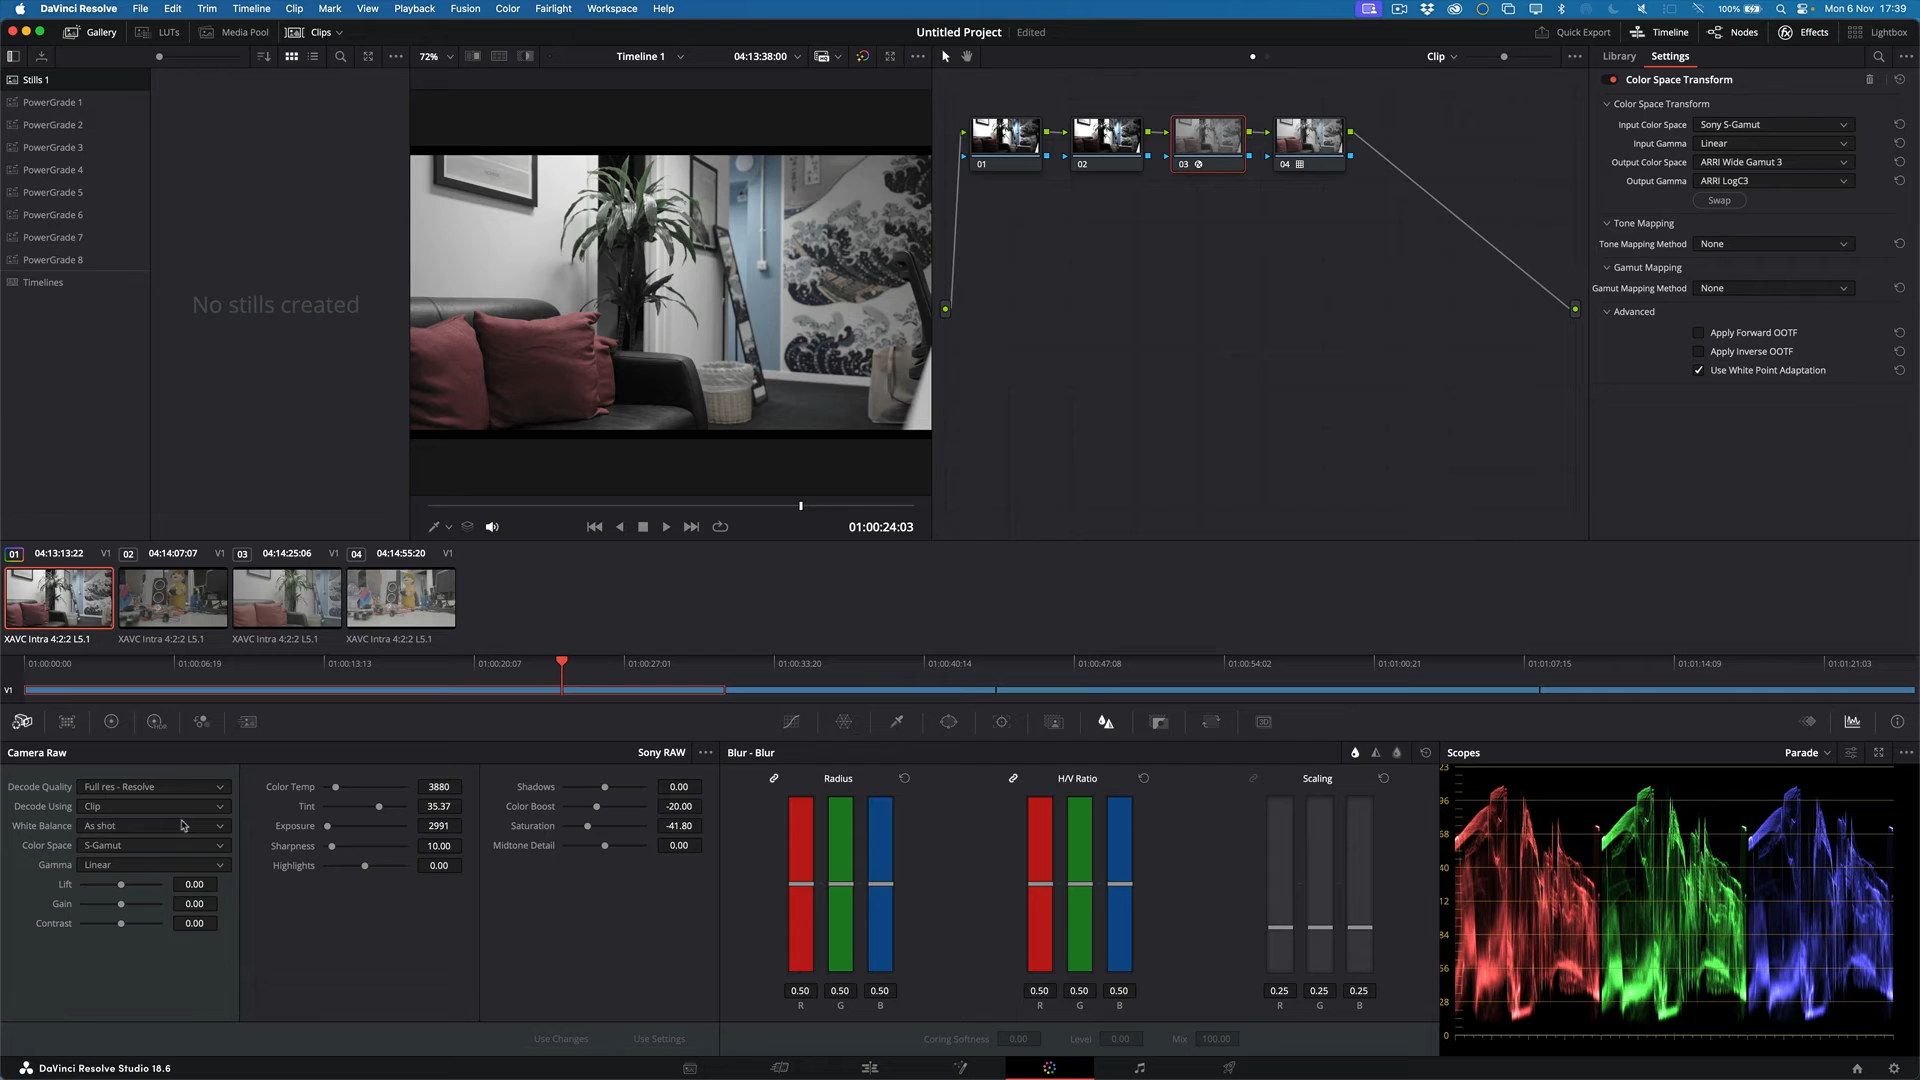 DaVinci Resolve File Edit Trim Timeline Clip Mark View Playback Fusion Color Fairlight Workspace Help 100% Mon 6 Nov 17:39
Gallery LUTs Media Pool Clips Untitled Project Edited Quick Export Timeline Nodes Effects Lightbox
72% Timeline 1 04:13:38:00 Clip Library Settings
Stills 1
PowerGrade 1
PowerGrade 2
PowerGrade 3
PowerGrade 4
PowerGrade 5
PowerGrade 6
PowerGrade 7
PowerGrade 8
Timelines
No stills created
01 02 03 04
Color Space Transform
Color Space Transform
Input Color Space Sony S-Gamut
Input Gamma Linear
Output Color Space ARRI Wide Gamut 3
Output Gamma ARRI LogC3
Swap
Tone Mapping
Tone Mapping Method None
Gamut Mapping
Gamut Mapping Method None
Advanced
Apply Forward OOTF
Apply Inverse OOTF
Use White Point Adaptation
01:00:24:03
01 04:13:13:22 V1 02 04:14:07:07 V1 03 04:14:25:06 V1 04 04:14:55:20 V1
XAVC Intra 4:2:2 L5.1 XAVC Intra 4:2:2 L5.1 XAVC Intra 4:2:2 L5.1 XAVC Intra 4:2:2 L5.1
01:00:00:00 01:00:06:19 01:00:13:13 01:00:20:07 01:00:27:01 01:00:33:20 01:00:40:14 01:00:47:08 01:00:54:02 01:01:00:21 01:01:07:15 01:01:14:09 01:01:21:03
V1
HDR 3D
Camera Raw Sony RAW Blur - Blur Scopes Parade
Decode Quality Full res - Resolve
Decode Using Clip
White Balance As shot
Color Space S-Gamut
Gamma Linear
Lift 0.00
Gain 0.00
Contrast 0.00
Color Temp 3880
Tint 35.37
Exposure 2991
Sharpness 10.00
Highlights 0.00
Shadows 0.00
Color Boost -20.00
Saturation -41.80
Midtone Detail 0.00
Radius H/V Ratio Scaling
0.50 0.50 0.50 0.50 0.50 0.50 0.25 0.25 0.25
R G B R G B R G B
23
96
68
40
12
84
56
28
0
Use Changes Use Settings Coring Softness 0.00 Level 0.00 Mix 100.00
DaVinci Resolve Studio 18.6